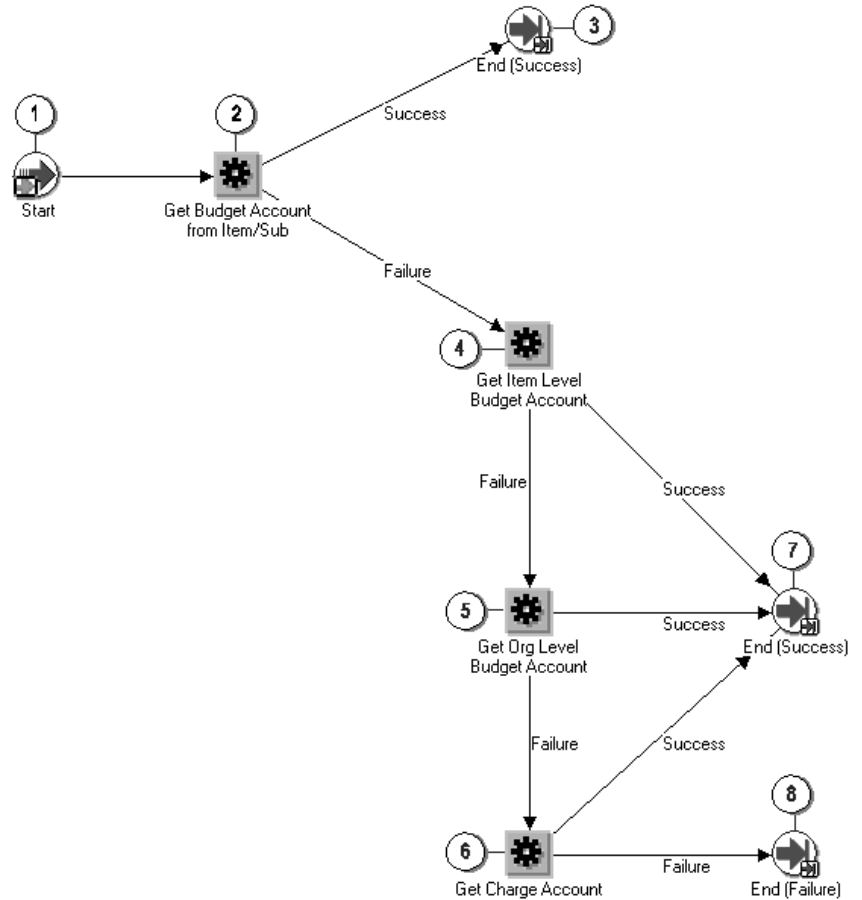 3
End (Success)
1
2
Success
Start
Get Budget Account
from Item/Sub
Failure
4
Get Item Level
Budget Account
Failure
Success
7
5
Success
Get Org Level
Budget Account
End (Success)
Failure
Success
8
6
Failure
Get Charge Account
End (Failure)